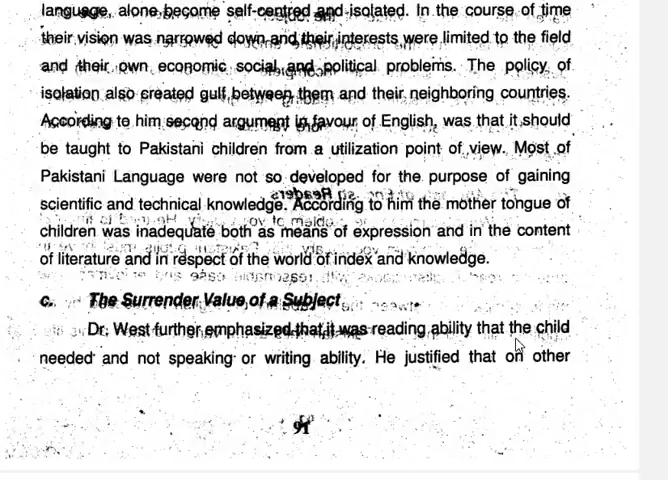 language, alone become self-centred and isolated. In the course of time
their vision was narrowed down and their interests were limited to the field
and their own economic social and political problems. The policy of
isolation also created gulf between them and their neighboring countries.
According to him second argument in favour of English, was that it should
be taught to Pakistani children from a utilization point of view. Most of
Pakistani Language were not so developed for the purpose of gaining
scientific and technical knowledge. According to him the mother tongue of
children was inadequate both as means of expression and in the content
of literature and in respect of the world of index and knowledge.
c. The Surrender Value of a Subject
Dr. West further emphasized that it was reading ability that the child
needed and not speaking or writing ability. He justified that on other
91